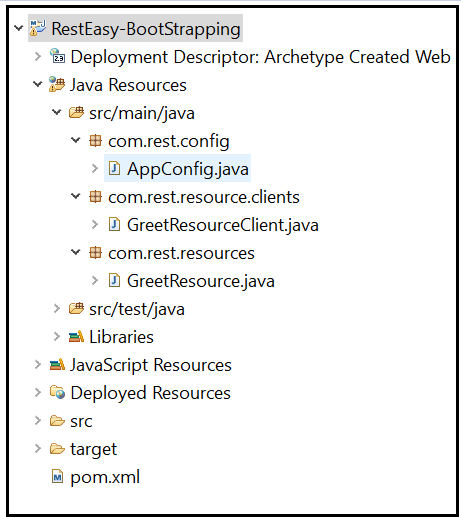 RestEasy-BootStrapping
Deployment Descriptor: Archetype Created Web
Java Resources
src/main/java
com.rest.config
AppConfig.java
com.rest.resource.clients
GreetResourceClient.java
com.rest.resources
GreetResource.java
src/test/java
Libraries
JavaScript Resources
Deployed Resources
src
target
pom.xml